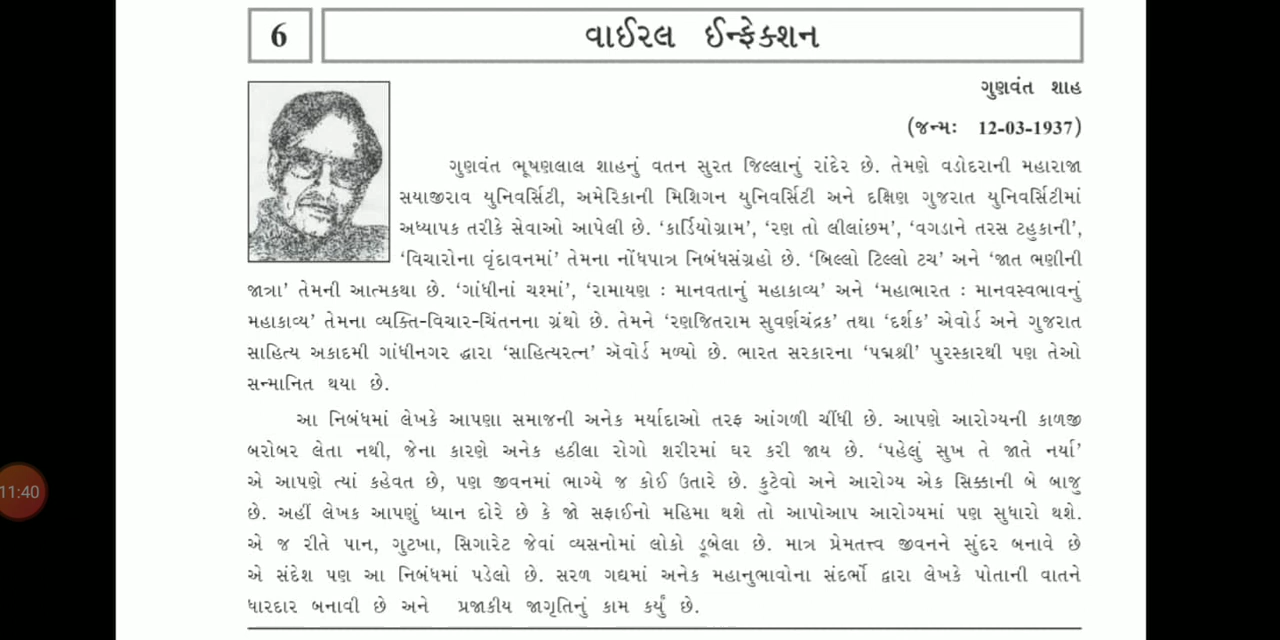 6
વાઈરલ ઈન્ફેક્શન
ગુણવંત શાહ
(જન્મઃ 12-03-1937)
ગુણવંત ભૂષણલાલ શાહનું વતન સુરત જિલ્લાનું રાંદેર છે. તેમણે વડોદરાની મહારાજા
સયાજીરાવ યુનિવર્સિટી, અમેરિકાની મિશિગન યુનિવર્સિટી અને દક્ષિણ ગુજરાત યુનિવર્સિટીમાં
અધ્યાપક તરીકે સેવાઓ આપેલી છે. ‘કાર્ડિયોગ્રામ’, ‘રણ તો લીલાંછમ’, ‘વગડાને તરસ ટહુકાની’,
‘વિચારોના વૃંદાવનમાં’ તેમના નોંધપાત્ર નિબંધસંગ્રહો છે. ‘બિલ્લો ટિલ્લો ટચ’ અને ‘જાત ભણીની
જાત્રા’ તેમની આત્મકથા છે. ‘ગાંધીનાં ચશ્માં’, ‘રામાયણ : માનવતાનું મહાકાવ્ય’ અને ‘મહાભારત : માનવસ્વભાવનું
મહાકાવ્ય’ તેમના વ્યક્તિ-વિચાર-ચિંતનના ગ્રંથો છે. તેમને ‘રણજિતરામ સુવર્ણચંદ્રક’ તથા ‘દર્શક’ એવોર્ડ અને ગુજરાત
સાહિત્ય અકાદમી ગાંધીનગર દ્વારા ‘સાહિત્યરત્ન’ ઍવોર્ડ મળ્યો છે. ભારત સરકારના ‘પદ્મશ્રી’ પુરસ્કારથી પણ તેઓ
સન્માનિત થયા છે.
આ નિબંધમાં લેખકે આપણા સમાજની અનેક મર્યાદાઓ તરફ આંગળી ચીંધી છે. આપણે આરોગ્યની કાળજી
બરોબર લેતા નથી, જેના કારણે અનેક હઠીલા રોગો શરીરમાં ઘર કરી જાય છે. ‘પહેલું સુખ તે જાતે નર્યા’
એ આપણે ત્યાં કહેવત છે, પણ જીવનમાં ભાગ્યે જ કોઈ ઉતારે છે. કુટેવો અને આરોગ્ય એક સિક્કાની બે બાજુ
છે. અહીં લેખક આપણું ધ્યાન દોરે છે કે જો સફાઈનો મહિમા થશે તો આપોઆપ આરોગ્યમાં પણ સુધારો થશે.
એ જ રીતે પાન, ગુટખા, સિગારેટ જેવાં વ્યસનોમાં લોકો ડૂબેલા છે. માત્ર પ્રેમતત્ત્વ જીવનને સુંદર બનાવે છે
એ સંદેશ પણ આ નિબંધમાં પડેલો છે. સરળ ગદ્યમાં અનેક મહાનુભાવોના સંદર્ભો દ્વારા લેખકે પોતાની વાતને
ધારદાર બનાવી છે અને પ્રજાકીય જાગૃતિનું કામ કર્યું છે.
11:40